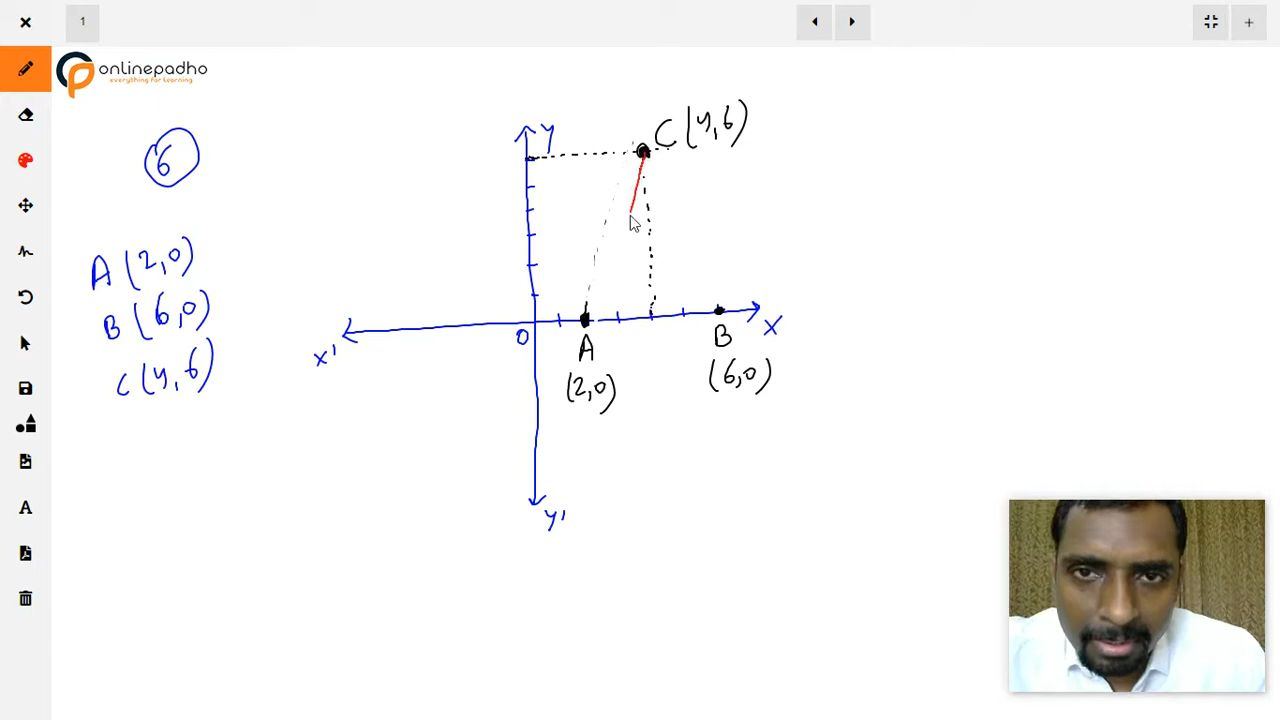 1
onlinepadho
everything for learning
6
A (2,0)
B (6,0)
C (4,6)
Y
C (4,6)
O
X
X'
A
(2,0)
B
(6,0)
Y'
A